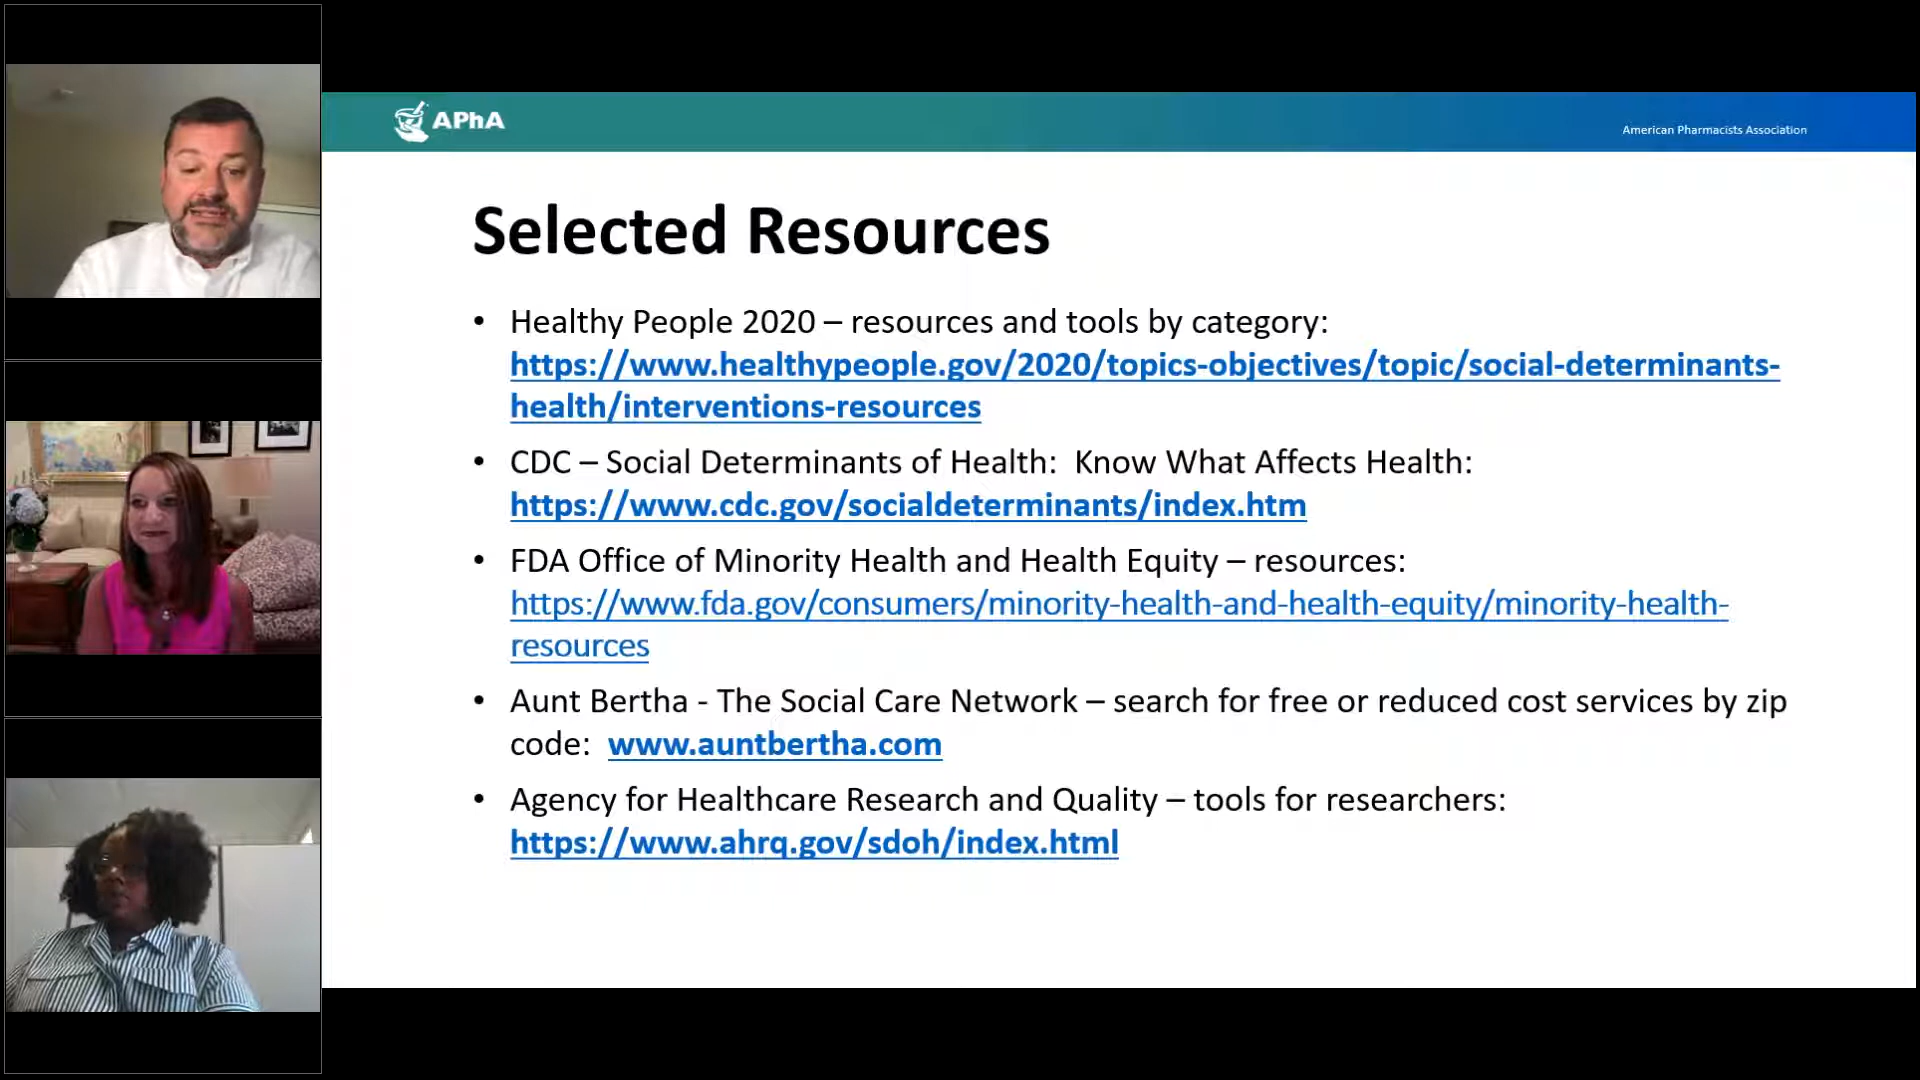 APhA
American Pharmacists Association
Selected Resources
• Healthy People 2020 – resources and tools by category:
https://www.healthypeople.gov/2020/topics-objectives/topic/social-determinants-
health/interventions-resources
• CDC – Social Determinants of Health:  Know What Affects Health:
https://www.cdc.gov/socialdeterminants/index.htm
• FDA Office of Minority Health and Health Equity – resources:
https://www.fda.gov/consumers/minority-health-and-health-equity/minority-health-
resources
• Aunt Bertha - The Social Care Network – search for free or reduced cost services by zip
code:  www.auntbertha.com
• Agency for Healthcare Research and Quality – tools for researchers:
https://www.ahrq.gov/sdoh/index.html